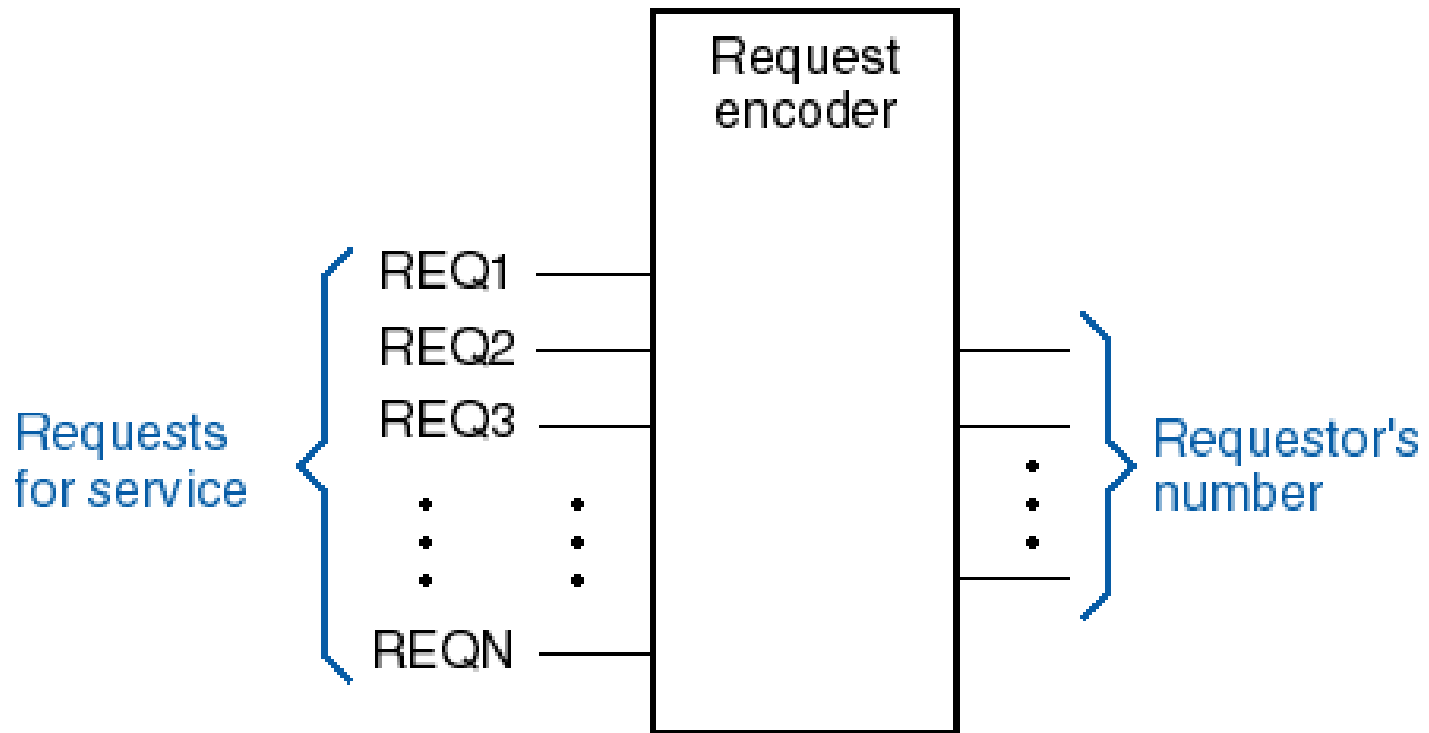 Request
encoder
REQ1
REQ2
REQ3
REQN
Requests
for service
Requestor's
number